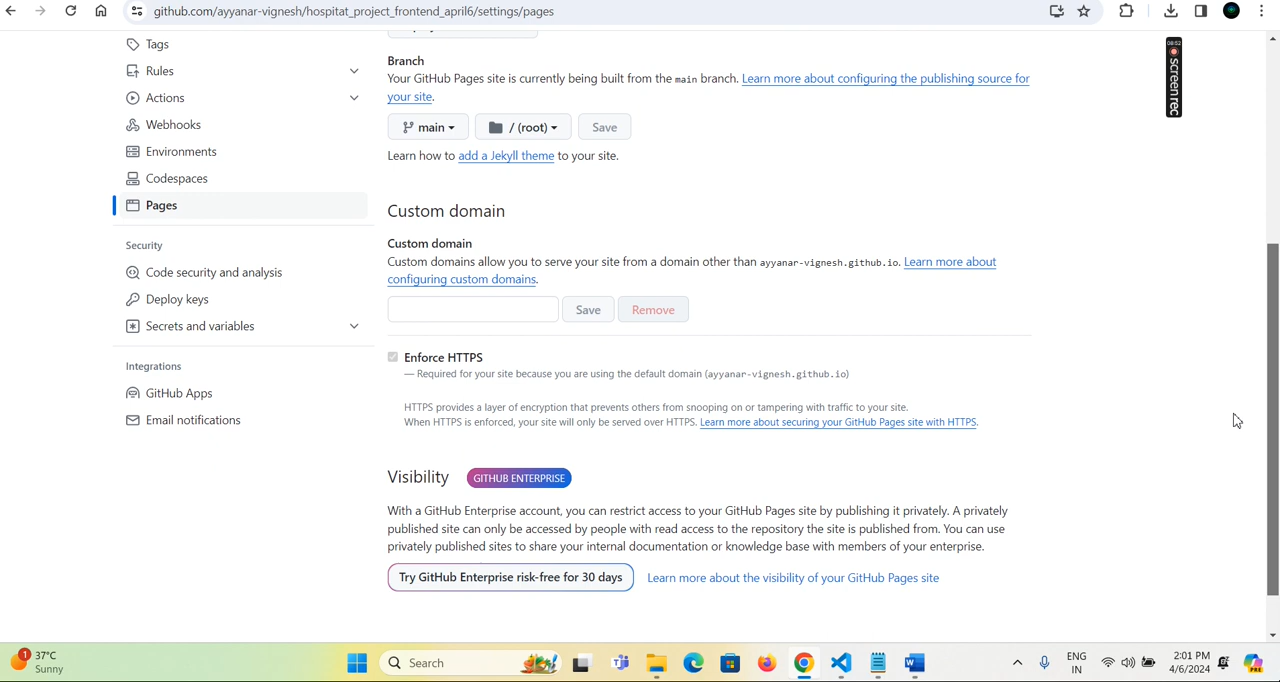 github.com/ayyanar-vignesh/hospitat_project_frontend_april6/settings/pages
Tags
Rules
Actions
Webhooks
Environments
Codespaces
Pages
Security
Code security and analysis
Deploy keys
Secrets and variables
Integrations
GitHub Apps
Email notifications
Branch
Your GitHub Pages site is currently being built from the main branch. Learn more about configuring the publishing source for
your site.
main
/ (root)
Save
Learn how to add a Jekyll theme to your site.
Custom domain
Custom domain
Custom domains allow you to serve your site from a domain other than ayyanar-vignesh.github.io. Learn more about
configuring custom domains.
Save
Remove
Enforce HTTPS
— Required for your site because you are using the default domain (ayyanar-vignesh.github.io)
HTTPS provides a layer of encryption that prevents others from snooping on or tampering with traffic to your site.
When HTTPS is enforced, your site will only be served over HTTPS. Learn more about securing your GitHub Pages site with HTTPS.
Visibility
GITHUB ENTERPRISE
With a GitHub Enterprise account, you can restrict access to your GitHub Pages site by publishing it privately. A privately
published site can only be accessed by people with read access to the repository the site is published from. You can use
privately published sites to share your internal documentation or knowledge base with members of your enterprise.
Try GitHub Enterprise risk-free for 30 days
Learn more about the visibility of your GitHub Pages site
screenrec
1
37°C
Sunny
Search
ENG
IN
2:01 PM
4/6/2024
PRE